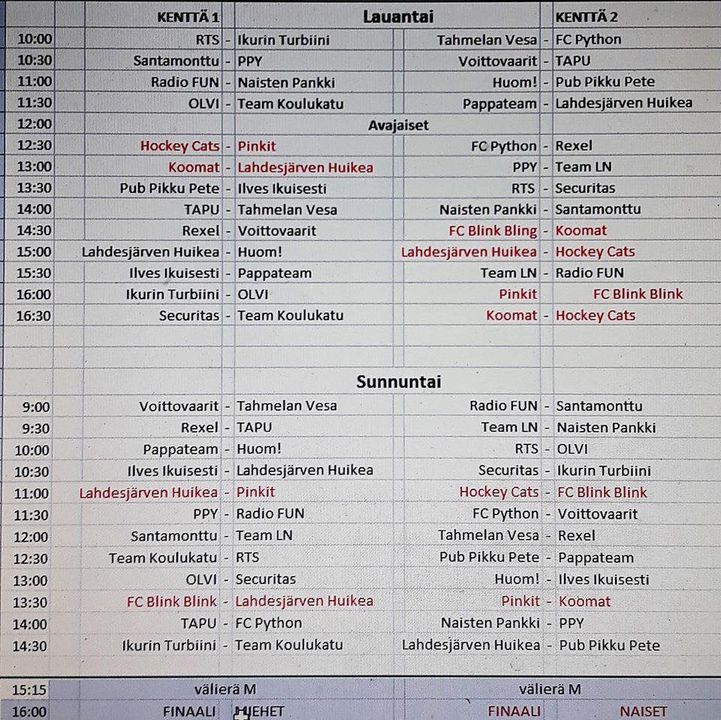 KENTTÄ 1 Lauantai KENTTÄ 2
10:00 RTS - Ikurin Turbiini Tahmelan Vesa - FC Python
10:30 Santamonttu - PPY Voittovaarit - TAPU
11:00 Radio FUN - Naisten Pankki Huom! - Pub Pikku Pete
11:30 OLVI - Team Koulukatu Pappateam - Lahdesjärven Huikea
12:00 Avajaiset
12:30 Hockey Cats - Pinkit FC Python - Rexel
13:00 Koomat - Lahdesjärven Huikea PPY - Team LN
13:30 Pub Pikku Pete - Ilves Ikuisesti RTS - Securitas
14:00 TAPU - Tahmelan Vesa Naisten Pankki - Santamonttu
14:30 Rexel - Voittovaarit FC Blink Bling - Koomat
15:00 Lahdesjärven Huikea - Huom! Lahdesjärven Huikea - Hockey Cats
15:30 Ilves Ikuisesti - Pappateam Team LN - Radio FUN
16:00 Ikurin Turbiini - OLVI Pinkit FC Blink Blink
16:30 Securitas - Team Koulukatu Koomat - Hockey Cats
Sunnuntai
9:00 Voittovaarit - Tahmelan Vesa Radio FUN - Santamonttu
9:30 Rexel - TAPU Team LN - Naisten Pankki
10:00 Pappateam - Huom! RTS - OLVI
10:30 Ilves Ikuisesti - Lahdesjärven Huikea Securitas - Ikurin Turbiini
11:00 Lahdesjärven Huikea - Pinkit Hockey Cats - FC Blink Blink
11:30 PPY - Radio FUN FC Python - Voittovaarit
12:00 Santamonttu - Team LN Tahmelan Vesa - Rexel
12:30 Team Koulukatu - RTS Pub Pikku Pete - Pappateam
13:00 OLVI - Securitas Huom! - Ilves Ikuisesti
13:30 FC Blink Blink - Lahdesjärven Huikea Pinkit - Koomat
14:00 TAPU - FC Python Naisten Pankki - PPY
14:30 Ikurin Turbiini - Team Koulukatu Lahdesjärven Huikea - Pub Pikku Pete
15:15 välierä M välierä M
16:00 FINAALI MIEHET FINAALI NAISET